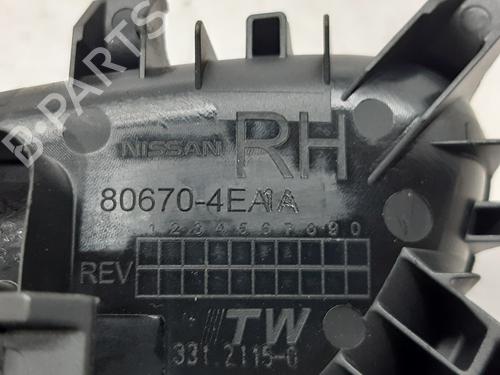 B-PARTS
NISSAN RH
80670-4EA1A
1 2 3 4 5 6 7 8 9 0
REV
TW
331.2115-0